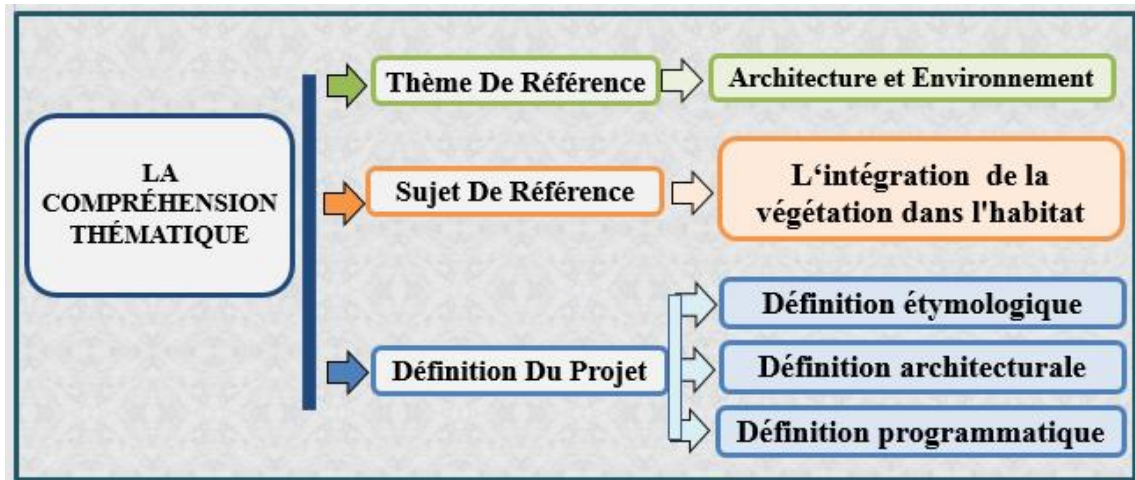 LA
COMPRÉHENSION
THÉMATIQUE
Thème De Référence
Architecture et Environnement
Sujet De Référence
L‘intégration de la
végétation dans l'habitat
Définition Du Projet
Définition étymologique
Définition architecturale
Définition programmatique